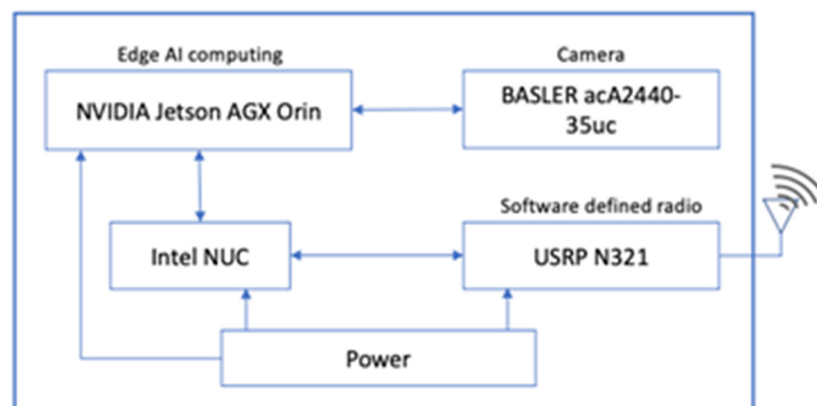 Edge AI computing
Camera
NVIDIA Jetson AGX Orin
BASLER acA2440-
35uc
Software defined radio
Intel NUC
USRP N321
Power